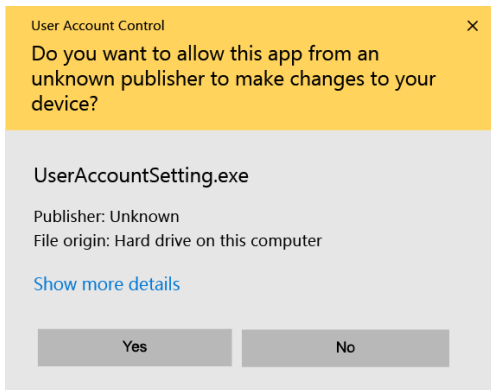 User Account Control
Do you want to allow this app from an
unknown publisher to make changes to your
device?
UserAccountSetting.exe
Publisher: Unknown
File origin: Hard drive on this computer
Show more details
Yes
No